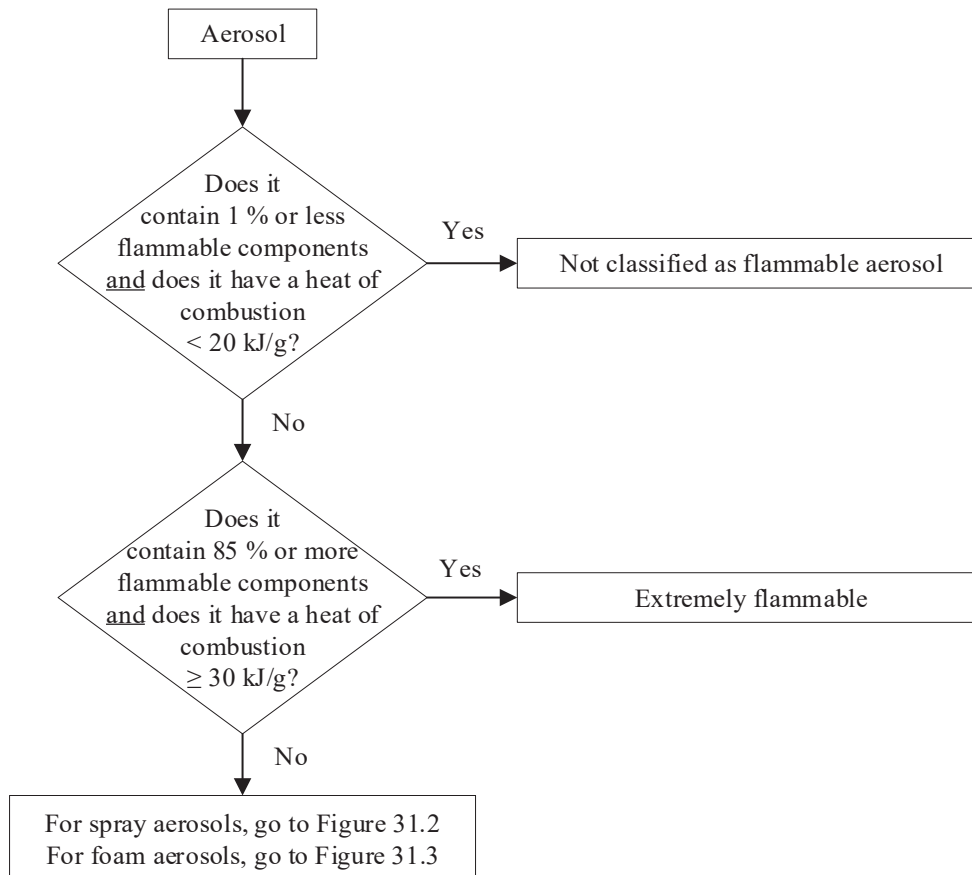 Aerosol
Does it
contain 1 % or less
flammable components
and does it have a heat of
combustion
< 20 kJ/g?
Yes
Not classified as flammable aerosol
No
Does it
contain 85 % or more
flammable components
and does it have a heat of
combustion
≥ 30 kJ/g?
Yes
Extremely flammable
No
For spray aerosols, go to Figure 31.2
For foam aerosols, go to Figure 31.3